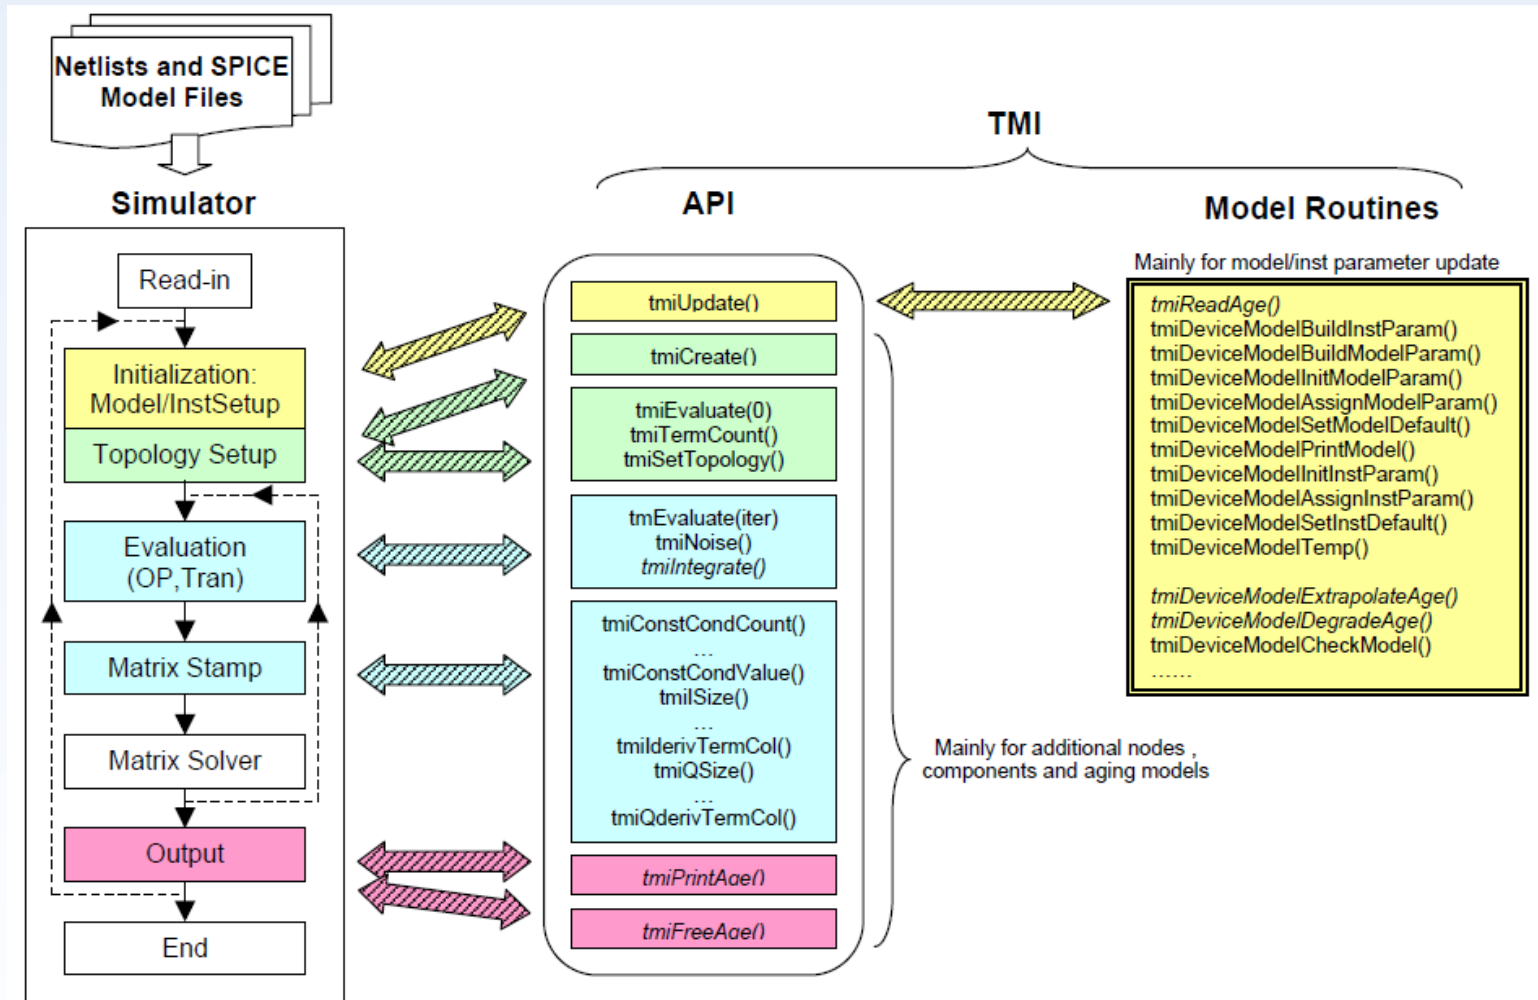 Netlists and SPICE
Model Files
Simulator
Read-in
Initialization:
Model/InstSetup
Topology Setup
Evaluation
(OP,Tran)
Matrix Stamp
Matrix Solver
Output
End
TMI
API
tmiUpdate()
tmiCreate()
tmiEvaluate(0)
tmiTermCount()
tmiSetTopology()
tmEvaluate(iter)
tmiNoise()
tmiIntegrate()
tmiConstCondCount()
...
tmiConstCondValue()
tmiISize()
...
tmiIderivTermCol()
tmiQSize()
...
tmiQderivTermCol()
tmiPrintAge()
tmiFreeAge()
Model Routines
Mainly for model/inst parameter update
tmiReadAge()
tmiDeviceModelBuildInstParam()
tmiDeviceModelBuildModelParam()
tmiDeviceModelInitModelParam()
tmiDeviceModelAssignModelParam()
tmiDeviceModelSetModelDefault()
tmiDeviceModelPrintModel()
tmiDeviceModelInitInstParam()
tmiDeviceModelAssignInstParam()
tmiDeviceModelSetInstDefault()
tmiDeviceModelTemp()
tmiDeviceModelExtrapolateAge()
tmiDeviceModelDegradeAge()
tmiDeviceModelCheckModel()
......
Mainly for additional nodes ,
components and aging models